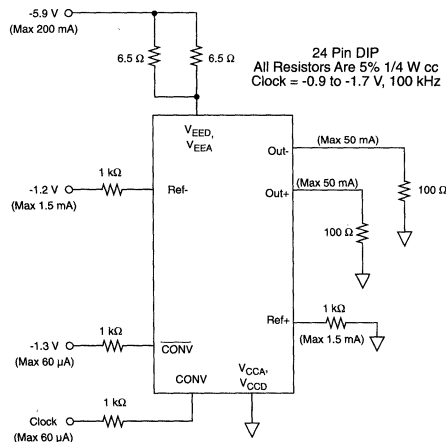 -5.9 V
(Max 200 mA)
6.5 Ω
6.5 Ω
24 Pin DIP
All Resistors Are 5% 1/4 W cc
Clock = -0.9 to -1.7 V, 100 kHz
VEED,
VEEA
Out-
(Max 50 mA)
1 kΩ
-1.2 V
(Max 1.5 mA)
Ref-
Out+
(Max 50 mA)
100 Ω
100 Ω
Ref+
1 kΩ
(Max 1.5 mA)
1 kΩ
-1.3 V
(Max 60 µA)
CONV
CONV
VCCA,
VCCD
1 kΩ
Clock
(Max 60 µA)